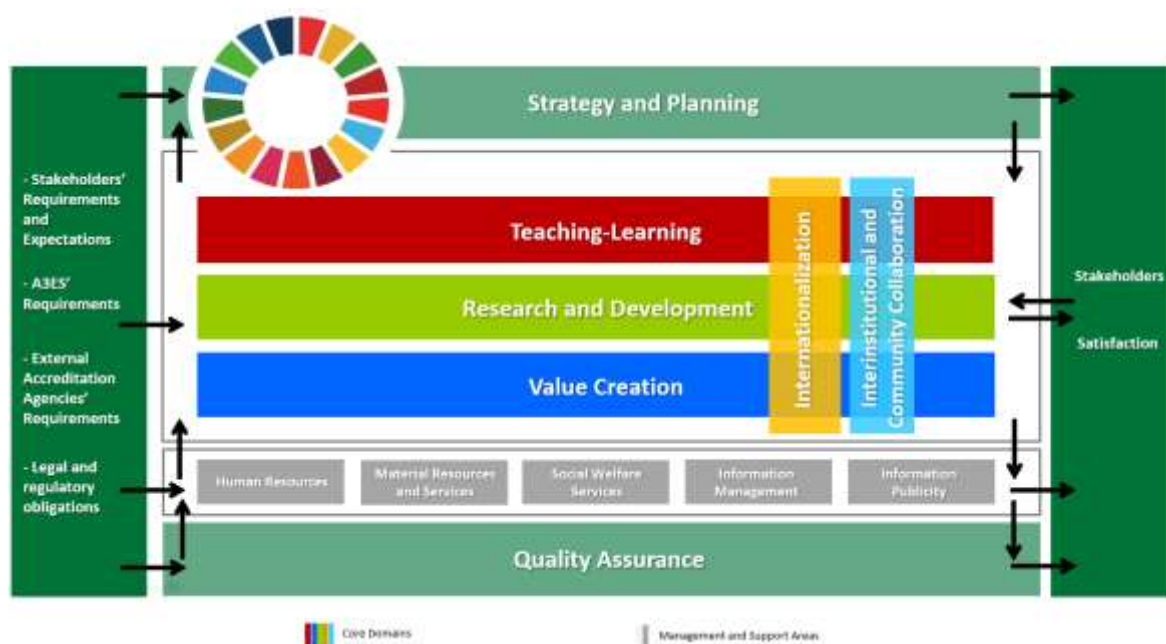 Strategy and Planning
- Stakeholders'
Requirements
and
Expectations
- A3ES'
Requirements
- External
Accreditation
Agencies'
Requirements
- Legal and
regulatory
obligations
Teaching-Learning
Research and Development
Value Creation
Internationalization
Interinstitutional and
Community Collaboration
Human Resources
Material Resources
and Services
Social Welfare
Services
Information
Management
Information
Publicity
Quality Assurance
Stakeholders
Satisfaction
Core Domains
Management and Support Areas